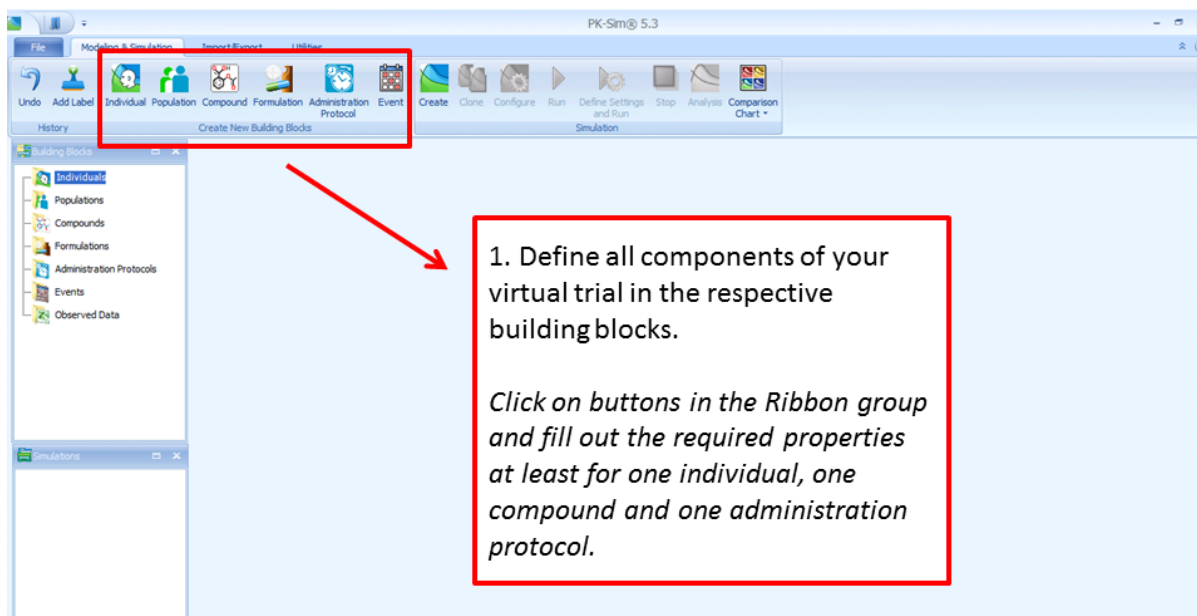 PK-Sim® 5.3
File Modeling & Simulation Import/Export Utilities
Undo Add Label Individual Population Compound Formulation Administration Protocol Event Create Clone Configure Run Define Settings and Run Stop Analysis Comparison Chart
History Create New Building Blocks Simulation
Building Blocks
Individuals
Populations
Compounds
Formulations
Administration Protocols
Events
Observed Data
Simulations
1. Define all components of your
virtual trial in the respective
building blocks.
Click on buttons in the Ribbon group
and fill out the required properties
at least for one individual, one
compound and one administration
protocol.